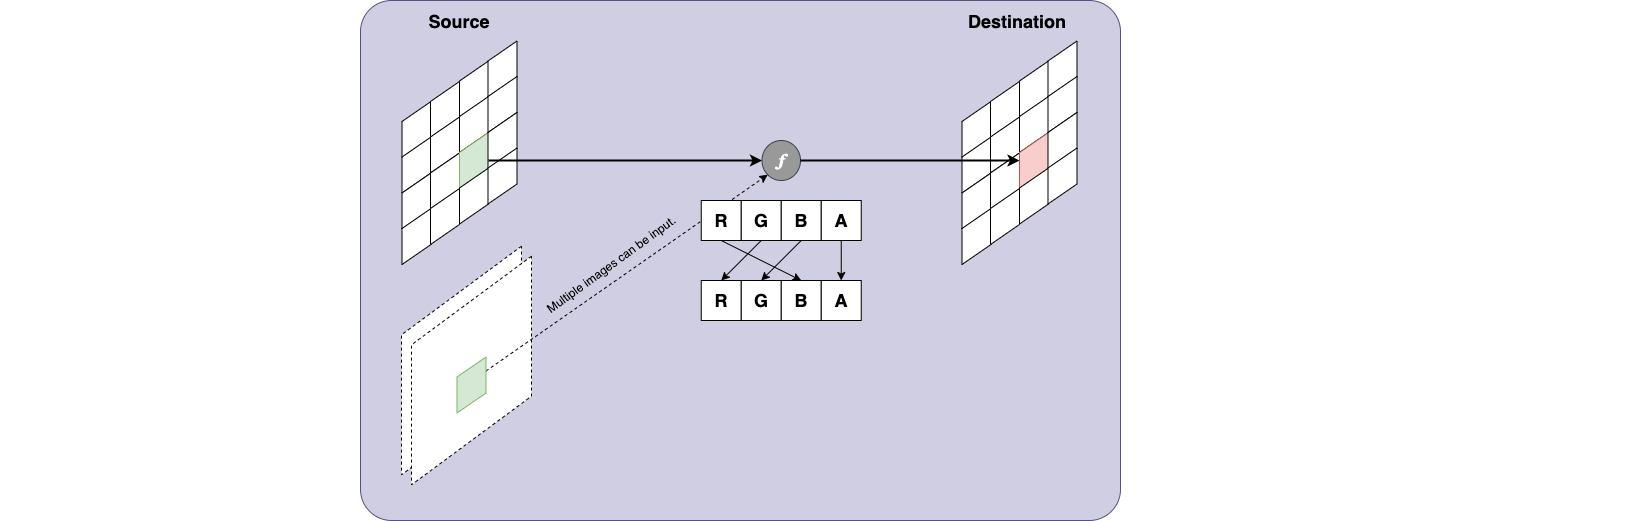 Source
Destination
f
Multiple images can be input.
R G B A
R G B A